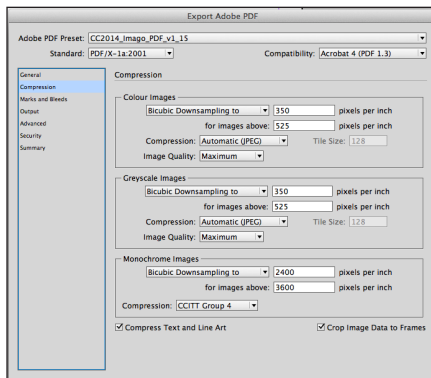 Export Adobe PDF
Adobe PDF Preset: CC2014_Imago_PDF_v1_15
Standard: PDF/X-1a:2001 Compatibility: Acrobat 4 (PDF 1.3)
General
Compression
Marks and Bleeds
Output
Advanced
Security
Summary
Compression
Colour Images
Bicubic Downsampling to 350 pixels per inch
for images above: 525 pixels per inch
Compression: Automatic (JPEG) Tile Size: 128
Image Quality: Maximum
Greyscale Images
Bicubic Downsampling to 350 pixels per inch
for images above: 525 pixels per inch
Compression: Automatic (JPEG) Tile Size: 128
Image Quality: Maximum
Monochrome Images
Bicubic Downsampling to 2400 pixels per inch
for images above: 3600 pixels per inch
Compression: CCITT Group 4
Compress Text and Line Art Crop Image Data to Frames